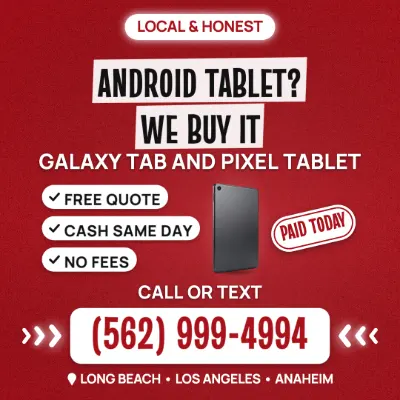 LOCAL & HONEST
ANDROID TABLET?
WE BUY IT
GALAXY TAB AND PIXEL TABLET
FREE QUOTE
CASH SAME DAY
NO FEES
PAID TODAY
CALL OR TEXT
(562) 999-4994
LONG BEACH • LOS ANGELES • ANAHEIM